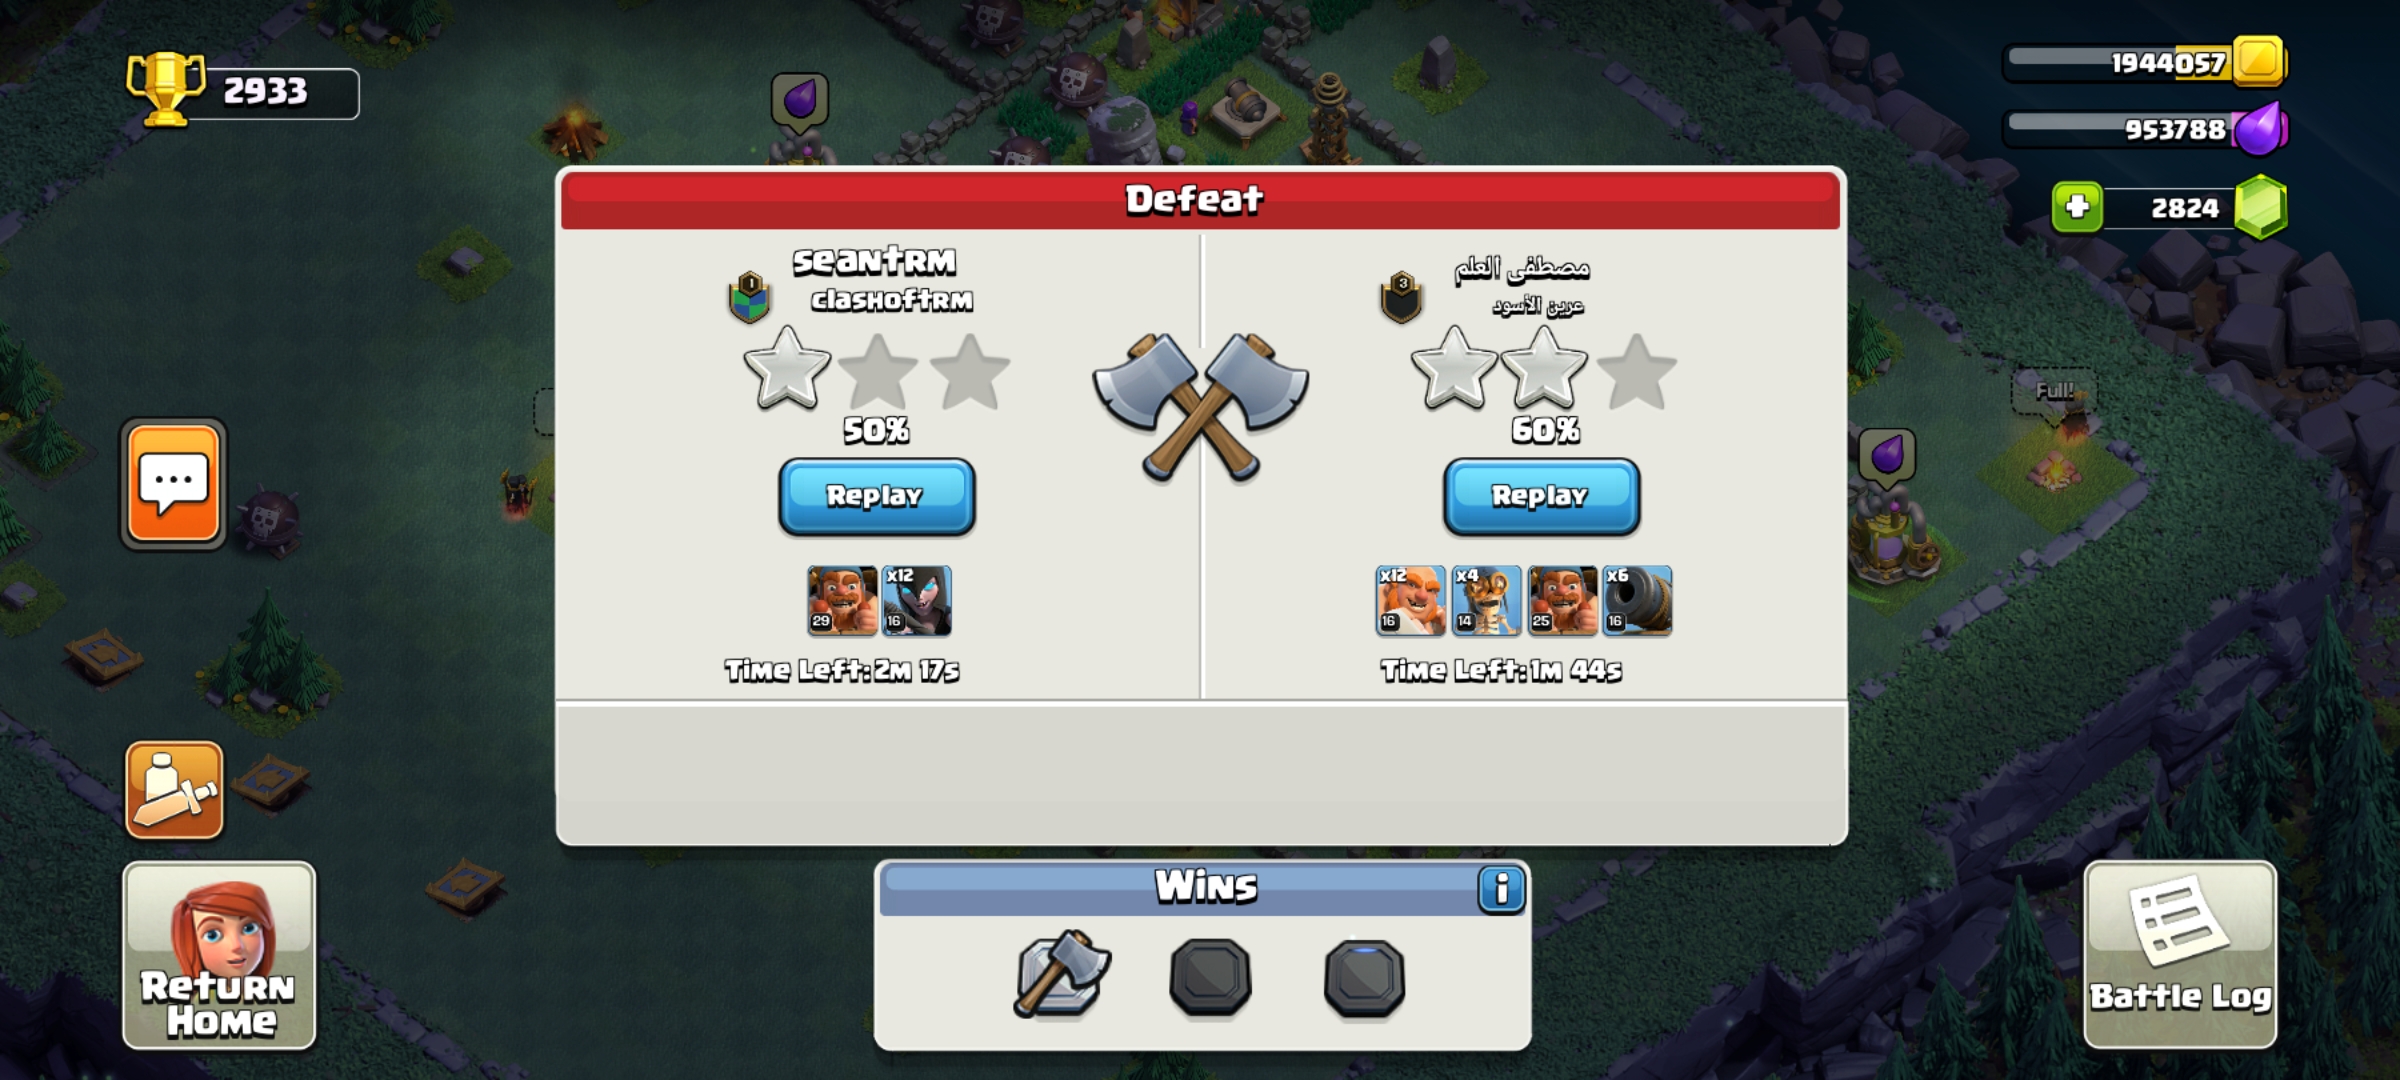 2933
1944057
953788
2824
Defeat
1
seantrm
clashoftrm
50%
Replay
29
x12
16
Time Left:2m 17s
3
مصطفى العلم
عرين الأسود
60%
Replay
x12
16
x4
14
25
x6
16
Time Left:1m 44s
Full!
Wins
i
Return
Home
Battle Log